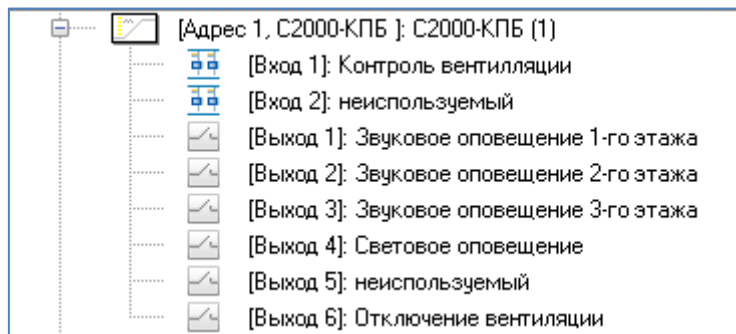 [Адрес 1, С2000-КПБ ]: С2000-КПБ (1)
[Вход 1]: Контроль вентилляции
[Вход 2]: неиспользуемый
[Выход 1]: Звуковое оповещение 1-го этажа
[Выход 2]: Звуковое оповещение 2-го этажа
[Выход 3]: Звуковое оповещение 3-го этажа
[Выход 4]: Световое оповещение
[Выход 5]: неиспользуемый
[Выход 6]: Отключение вентиляции